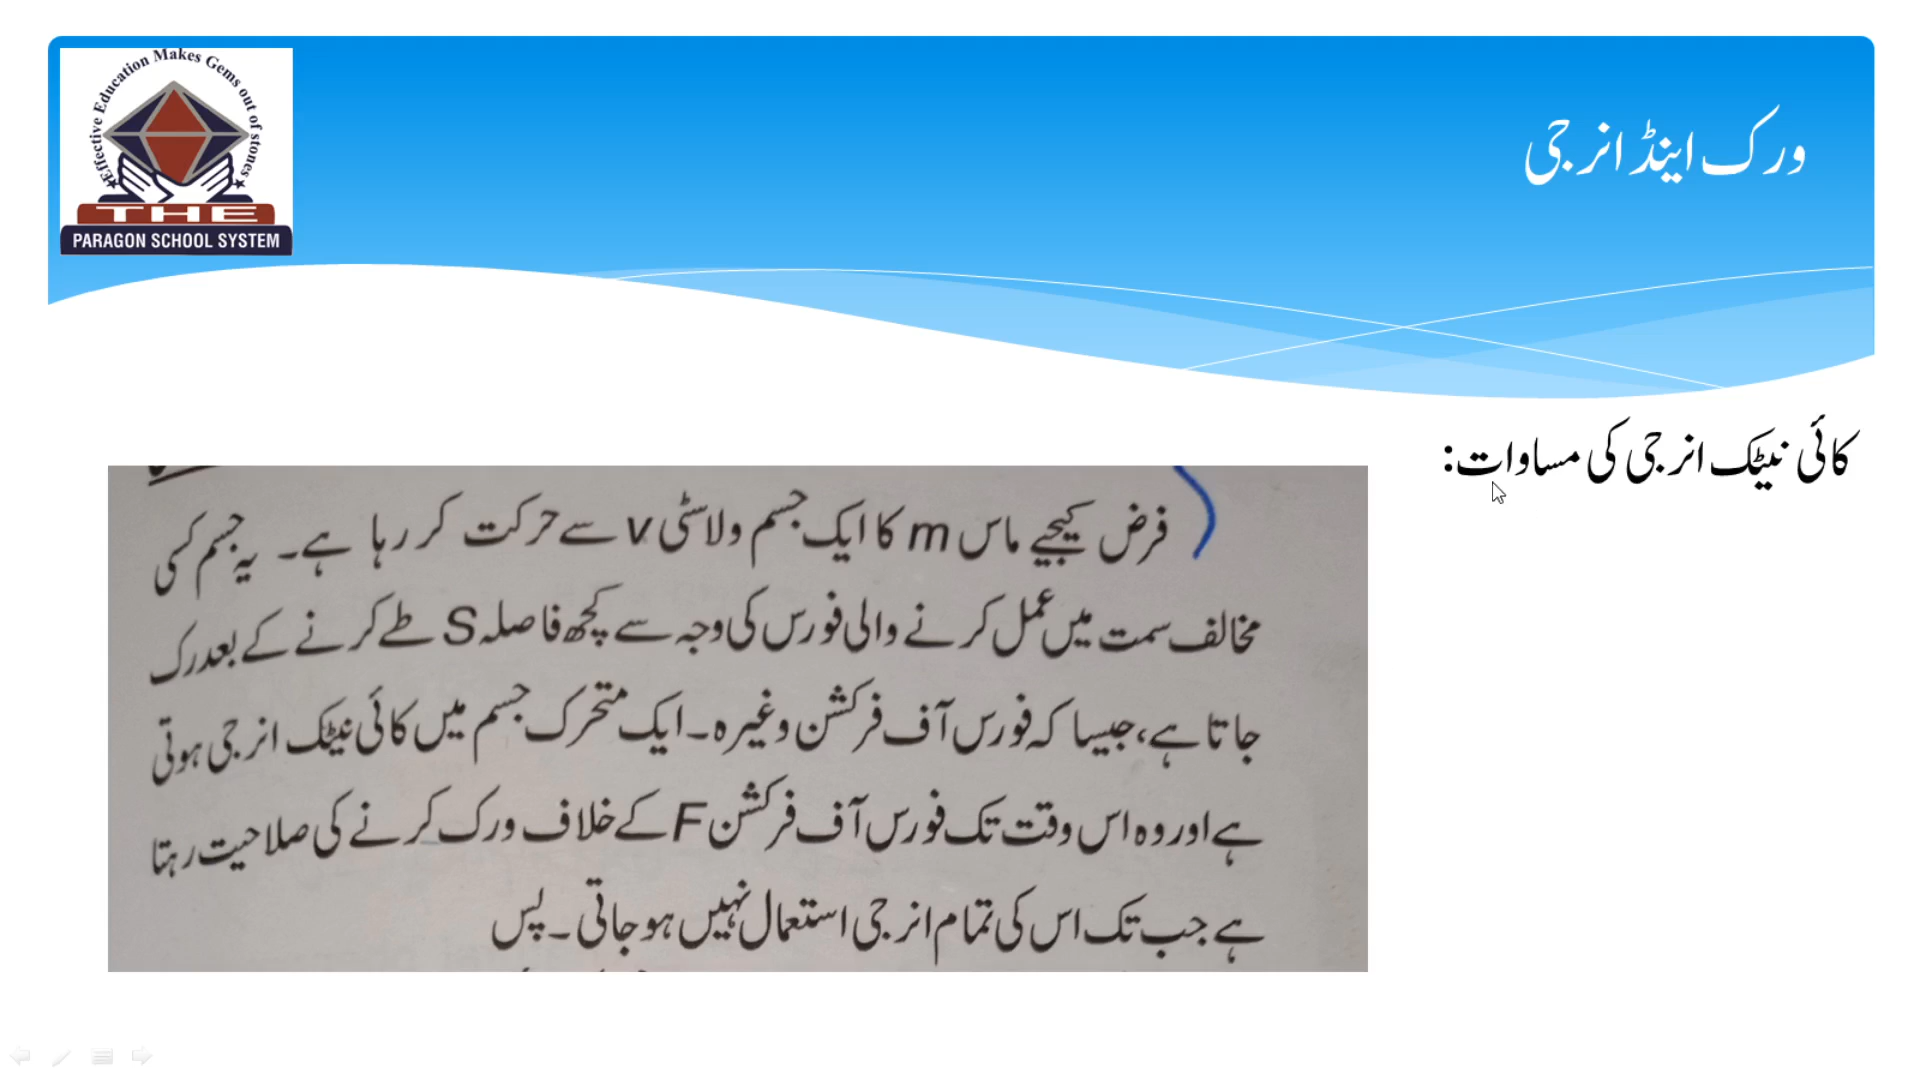 Effective Education Makes Gems out of stones
THE
PARAGON SCHOOL SYSTEM
ورک اینڈ انرجی
کائی نیٹک انرجی کی مساوات:
فرض کیجیے ماس m کا ایک جسم ولاسٹی v سے حرکت کر رہا ہے۔ یہ جسم کسی
مخالف سمت میں عمل کرنے والی فورس کی وجہ سے کچھ فاصلہ S طے کرنے کے بعد رک
جاتا ہے، جیسا کہ فورس آف فرکشن وغیرہ۔ ایک متحرک جسم میں کائی نیٹک انرجی ہوتی
ہے اور وہ اس وقت تک فورس آف فرکشن F کے خلاف ورک کرنے کی صلاحیت رہتا
ہے جب تک اس کی تمام انرجی استعمال نہیں ہو جاتی۔ پس